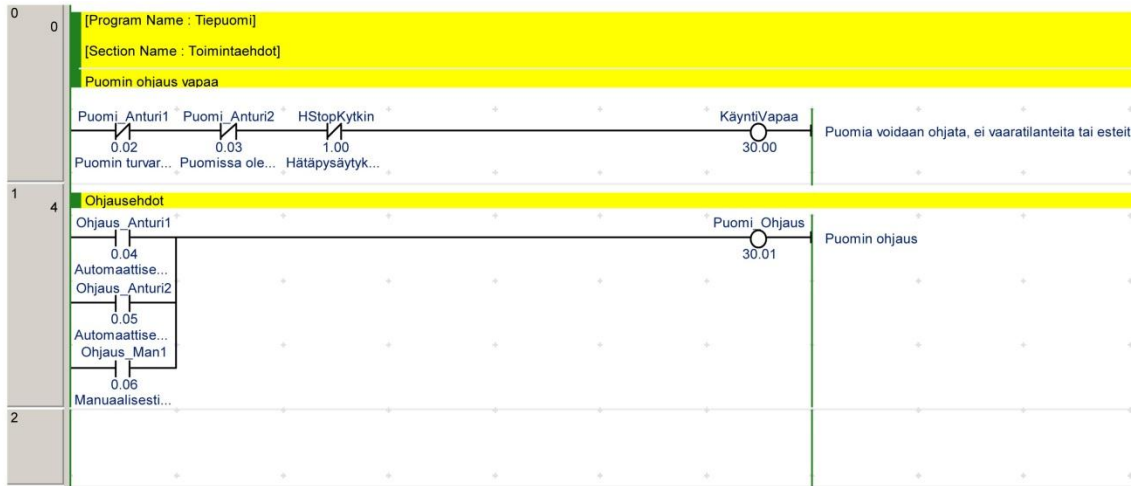 0
0
[Program Name : Tiepuomi]
[Section Name : Toimintaehdot]
Puomin ohjaus vapaa
Puomi_Anturi1 Puomi_Anturi2 HStopKytkin KäyntiVapaa
0.02 0.03 1.00 30.00
Puomin turvar... Puomissa ole... Hätäpysäytyk...
Puomia voidaan ohjata, ei vaaratilanteita tai esteit
1
4
Ohjausehdot
Ohjaus_Anturi1 Puomi_Ohjaus
Puomin ohjaus
0.04 30.01
Automaattise...
Ohjaus_Anturi2
0.05
Automaattise...
Ohjaus_Man1
0.06
Manuaalisesti...
2